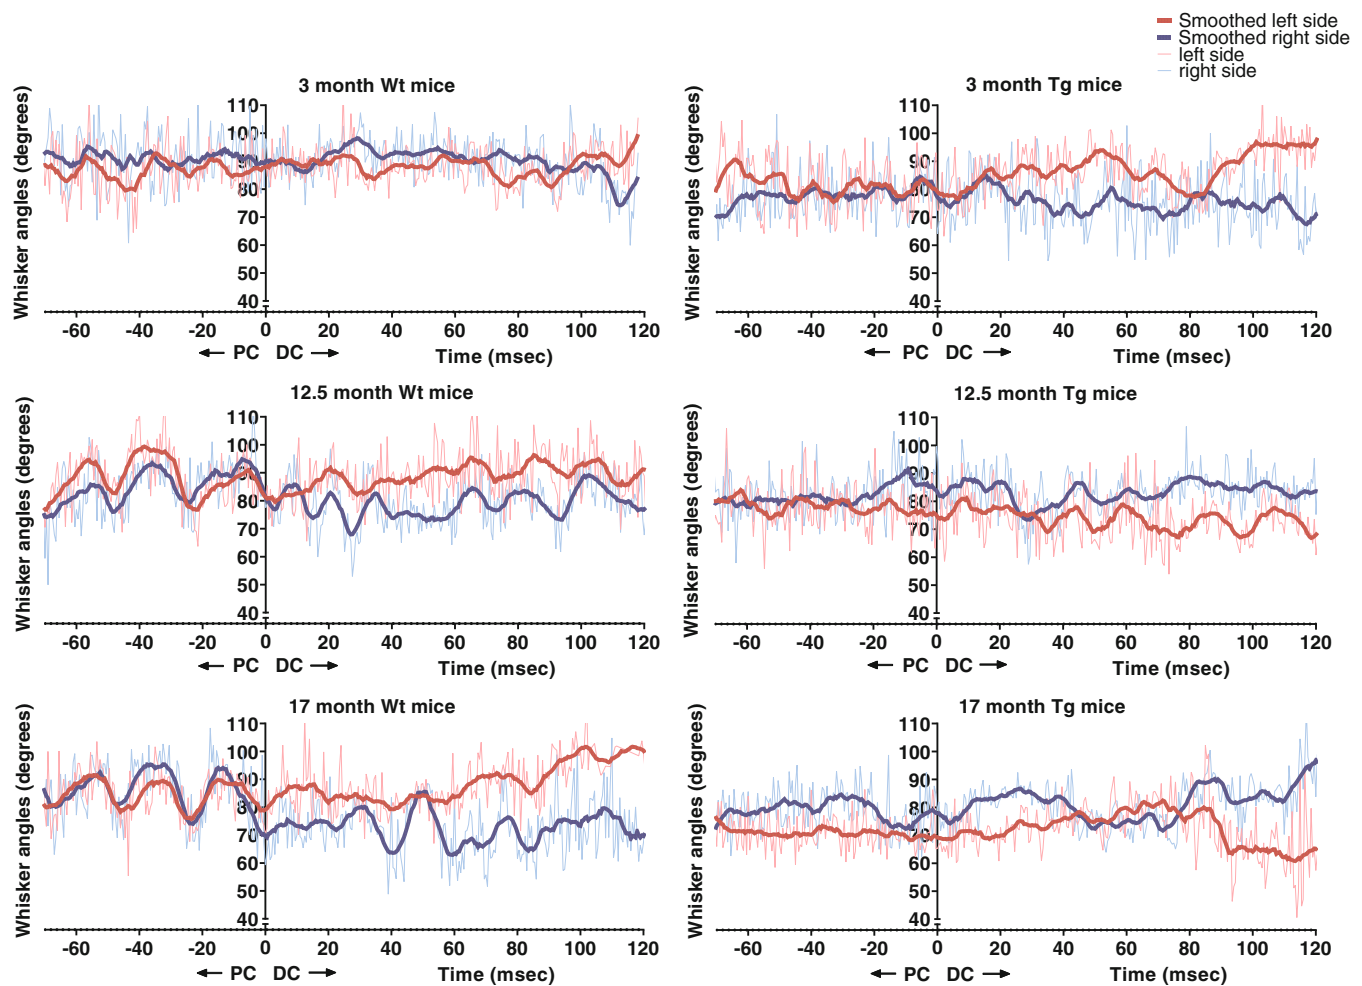 Smoothed left side
Smoothed right side
left side
right side
3 month Wt mice
Whisker angles (degrees)
110
100
90
80
70
60
50
40
-60 -40 -20 0 20 40 60 80 100 120
← PC DC → Time (msec)
3 month Tg mice
Whisker angles (degrees)
110
100
90
80
70
60
50
40
-60 -40 -20 0 20 40 60 80 100 120
← PC DC → Time (msec)
12.5 month Wt mice
Whisker angles (degrees)
110
100
90
80
70
60
50
40
-60 -40 -20 0 20 40 60 80 100 120
← PC DC → Time (msec)
12.5 month Tg mice
Whisker angles (degrees)
110
100
90
80
70
60
50
40
-60 -40 -20 0 20 40 60 80 100 120
← PC DC → Time (msec)
17 month Wt mice
Whisker angles (degrees)
110
100
90
80
70
60
50
40
-60 -40 -20 0 20 40 60 80 100 120
← PC DC → Time (msec)
17 month Tg mice
Whisker angles (degrees)
110
100
90
80
70
60
50
40
-60 -40 -20 0 20 40 60 80 100 120
← PC DC → Time (msec)